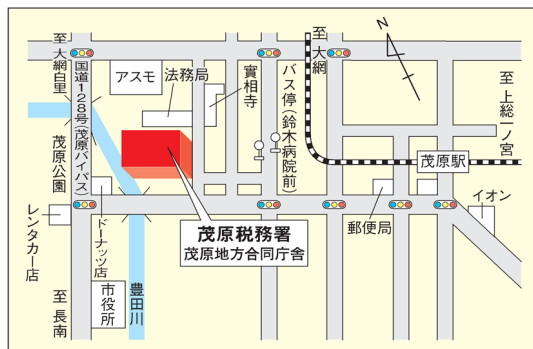 至大網白里
国道128号(茂原バイパス)
アスモ
法務局
實相寺
バス停(鈴木病院前)
至大網
N
至上総一ノ宮
茂原公園
茂原駅
レンタカー店
ドーナッツ店
茂原税務署
茂原地方合同庁舎
郵便局
イオン
至長南
市役所
豊田川